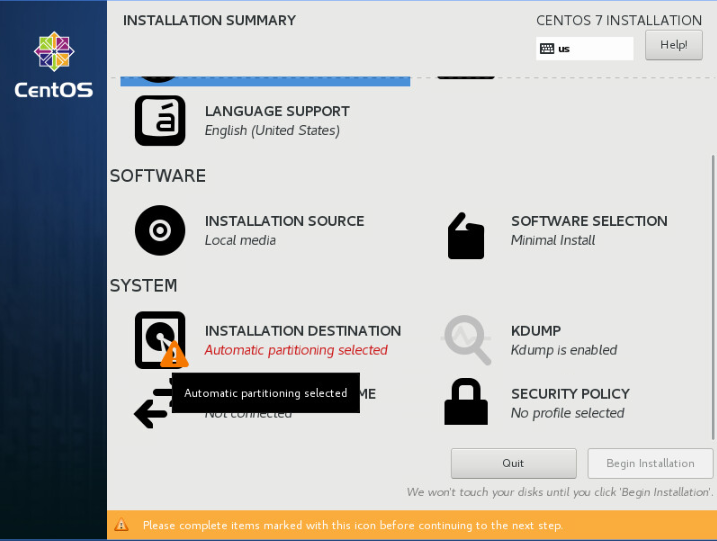 INSTALLATION SUMMARY
CENTOS 7 INSTALLATION
us
Help!
CentOS
á
LANGUAGE SUPPORT
English (United States)
SOFTWARE
INSTALLATION SOURCE
Local media
SOFTWARE SELECTION
Minimal Install
SYSTEM
INSTALLATION DESTINATION
Automatic partitioning selected
KDUMP
Kdump is enabled
Automatic partitioning selected
ME
Not connected
SECURITY POLICY
No profile selected
Quit
Begin Installation
We won't touch your disks until you click 'Begin Installation'.
Please complete items marked with this icon before continuing to the next step.